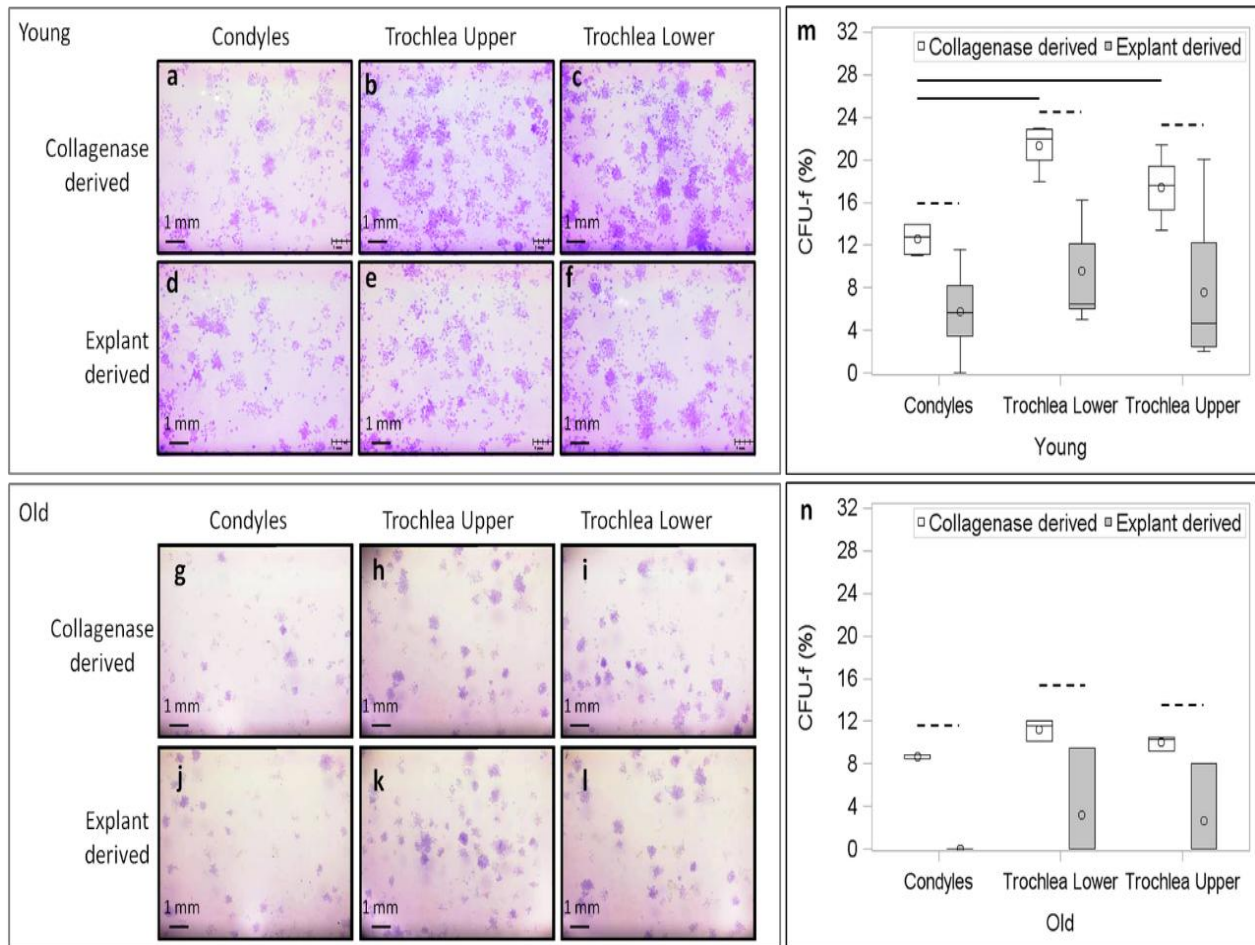 Young
Condyles Trochlea Upper Trochlea Lower
Collagenase
derived
a b c
1 mm 1 mm 1 mm
Explant
derived
d e f
1 mm 1 mm 1 mm
m
Collagenase derived Explant derived
CFU-f (%)
32
28
24
20
16
12
8
4
0
Condyles Trochlea Lower Trochlea Upper
Young
Old
Condyles Trochlea Upper Trochlea Lower
Collagenase
derived
g h i
1 mm 1 mm 1 mm
Explant
derived
j k l
1 mm 1 mm 1 mm
n
Collagenase derived Explant derived
CFU-f (%)
32
28
24
20
16
12
8
4
0
Condyles Trochlea Lower Trochlea Upper
Old